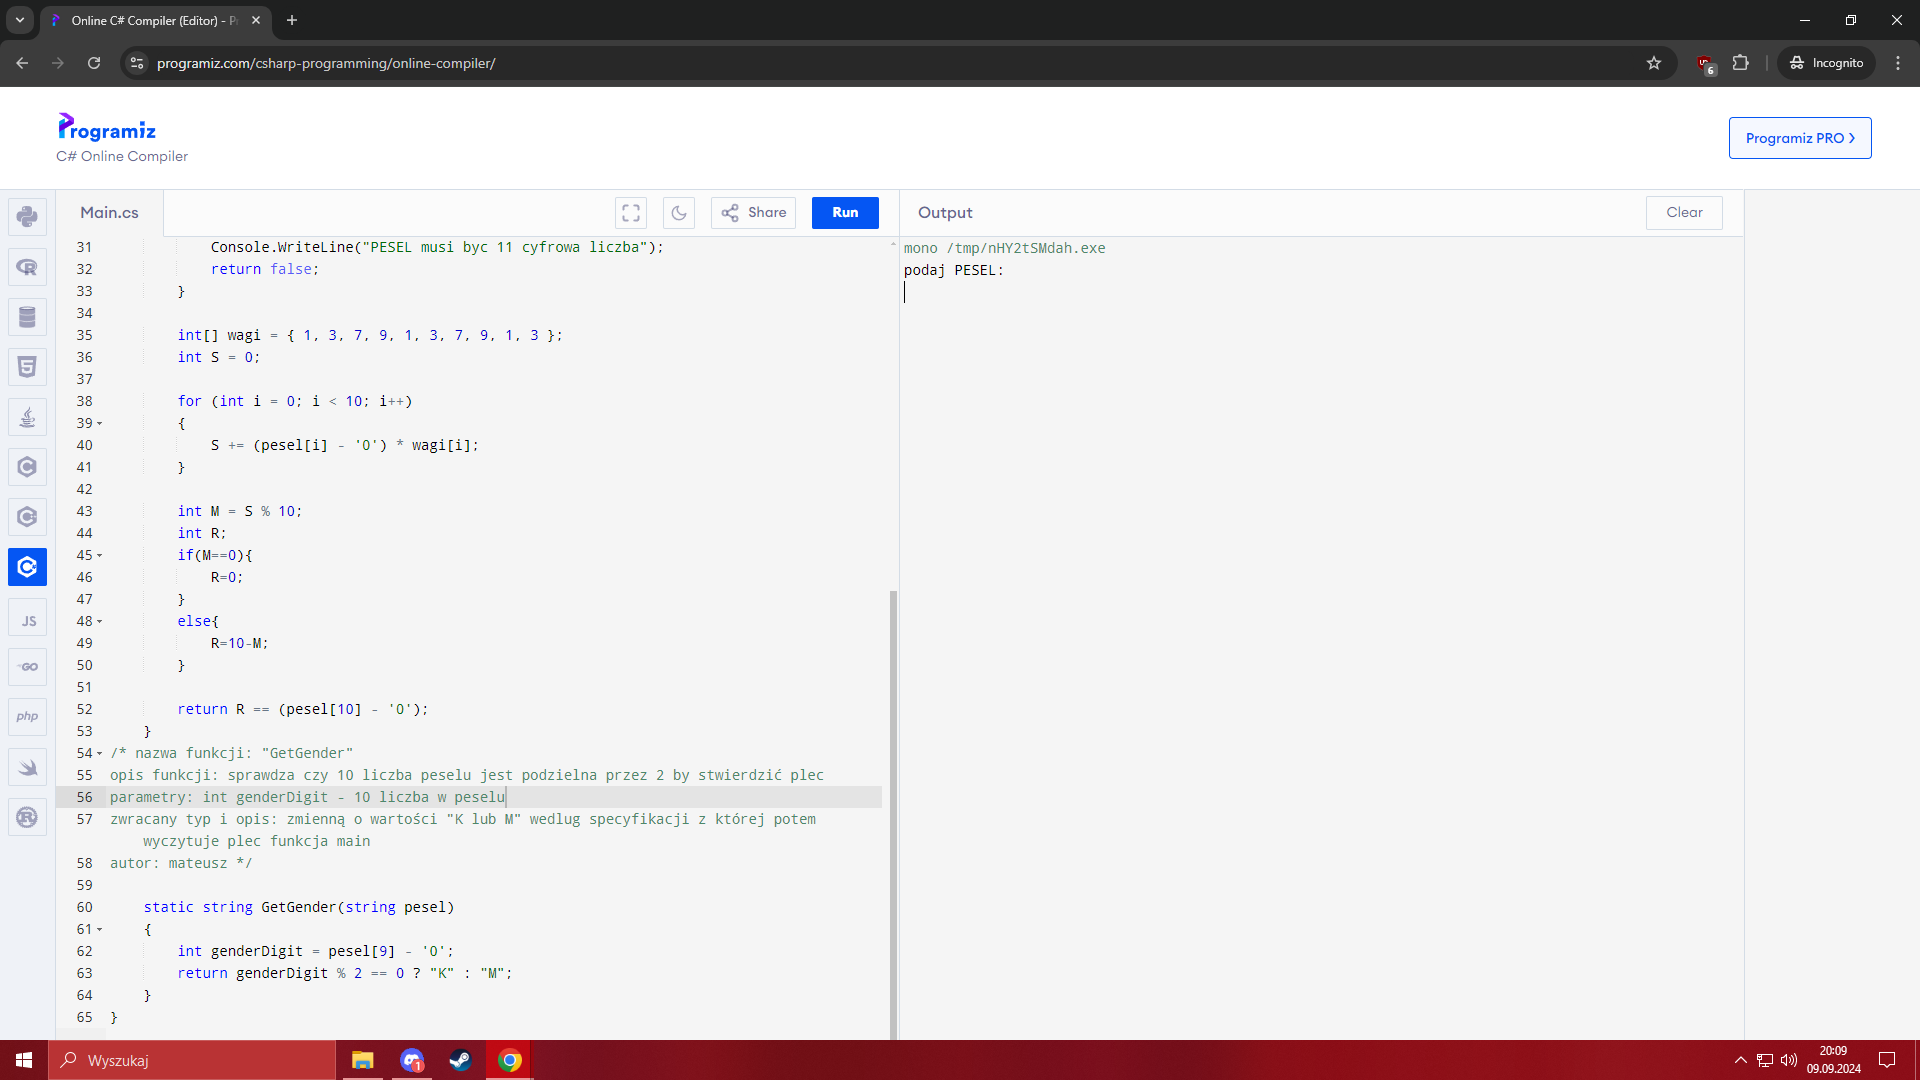 Online C# Compiler (Editor) - P
programiz.com/csharp-programming/online-compiler/
6
Incognito
Programiz
C# Online Compiler
Programiz PRO
Main.cs
Share
Run
Output
Clear
31 Console.WriteLine("PESEL musi byc 11 cyfrowa liczba");
32 return false;
33 }
34
35 int[] wagi = { 1, 3, 7, 9, 1, 3, 7, 9, 1, 3 };
36 int S = 0;
37
38 for (int i = 0; i < 10; i++)
39 {
40 S += (pesel[i] - '0') * wagi[i];
41 }
42
43 int M = S % 10;
44 int R;
45 if(M==0){
46 R=0;
47 }
48 else{
49 R=10-M;
50 }
51
52 return R == (pesel[10] - '0');
53 }
54 /* nazwa funkcji: "GetGender"
55 opis funkcji: sprawdza czy 10 liczba peselu jest podzielna przez 2 by stwierdzić plec
56 parametry: int genderDigit - 10 liczba w peselu
57 zwracany typ i opis: zmienną o wartości "K lub M" wedlug specyfikacji z której potem
wyczytuje plec funkcja main
58 autor: mateusz */
59
60 static string GetGender(string pesel)
61 {
62 int genderDigit = pesel[9] - '0';
63 return genderDigit % 2 == 0 ? "K" : "M";
64 }
65 }
mono /tmp/nHY2tSMdah.exe
podaj PESEL:
JS
GO
php
Wyszukaj
1
20:09
09.09.2024